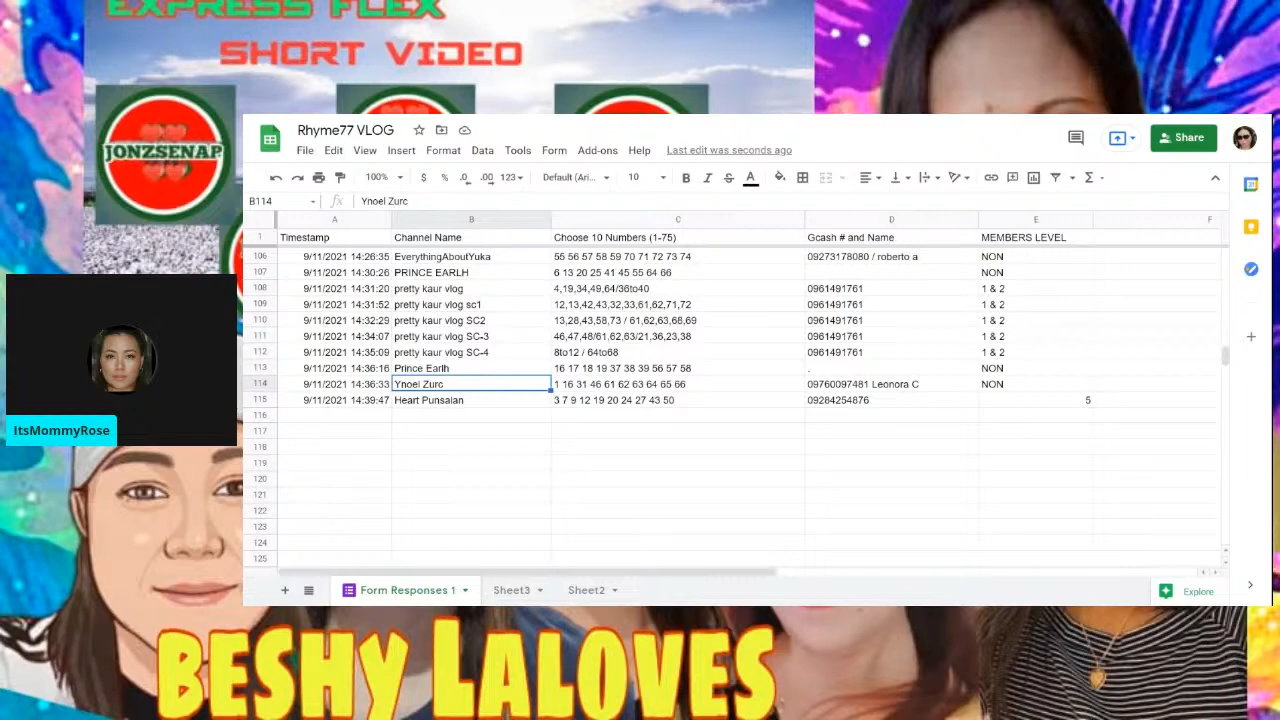 EXPRESS FLEX
SHORT VIDEO
JONZSENAP
Rhyme77 VLOG
File Edit View Insert Format Data Tools Form Add-ons Help Last edit was seconds ago
Share
100% $ % .0 .00 123 Default (Ari... 10 B I S A
B114 fx Ynoel Zurc
A B C D E F
1 Timestamp Channel Name Choose 10 Numbers (1-75) Gcash # and Name MEMBERS LEVEL
106 9/11/2021 14:26:35 EverythingAboutYuka 55 56 57 58 59 70 71 72 73 74 09273178080 / roberto a NON
107 9/11/2021 14:30:26 PRINCE EARLH 6 13 20 25 41 45 55 64 66 NON
108 9/11/2021 14:31:20 pretty kaur vlog 4,19,34,49,64/36to40 0961491761 1 & 2
109 9/11/2021 14:31:52 pretty kaur vlog sc1 12,13,42,43,32,33,61,62,71,72 0961491761 1 & 2
110 9/11/2021 14:32:29 pretty kaur vlog SC2 13,28,43,58,73 / 61,62,63,68,69 0961491761 1 & 2
111 9/11/2021 14:34:07 pretty kaur vlog SC-3 46,47,48/61,62,63/21,36,23,38 0961491761 1 & 2
112 9/11/2021 14:35:09 pretty kaur vlog SC-4 8to12 / 64to68 0961491761 1 & 2
113 9/11/2021 14:36:16 Prince Earlh 16 17 18 19 37 38 39 56 57 58 . NON
114 9/11/2021 14:36:33 Ynoel Zurc 1 16 31 46 61 62 63 64 65 66 09760097481 Leonora C NON
115 9/11/2021 14:39:47 Heart Punsalan 3 7 9 12 19 20 24 27 43 50 09284254876 5
116
117
118
119
120
121
122
123
124
125
Form Responses 1 Sheet3 Sheet2 Explore
ItsMommyRose
BESHY LALOVES